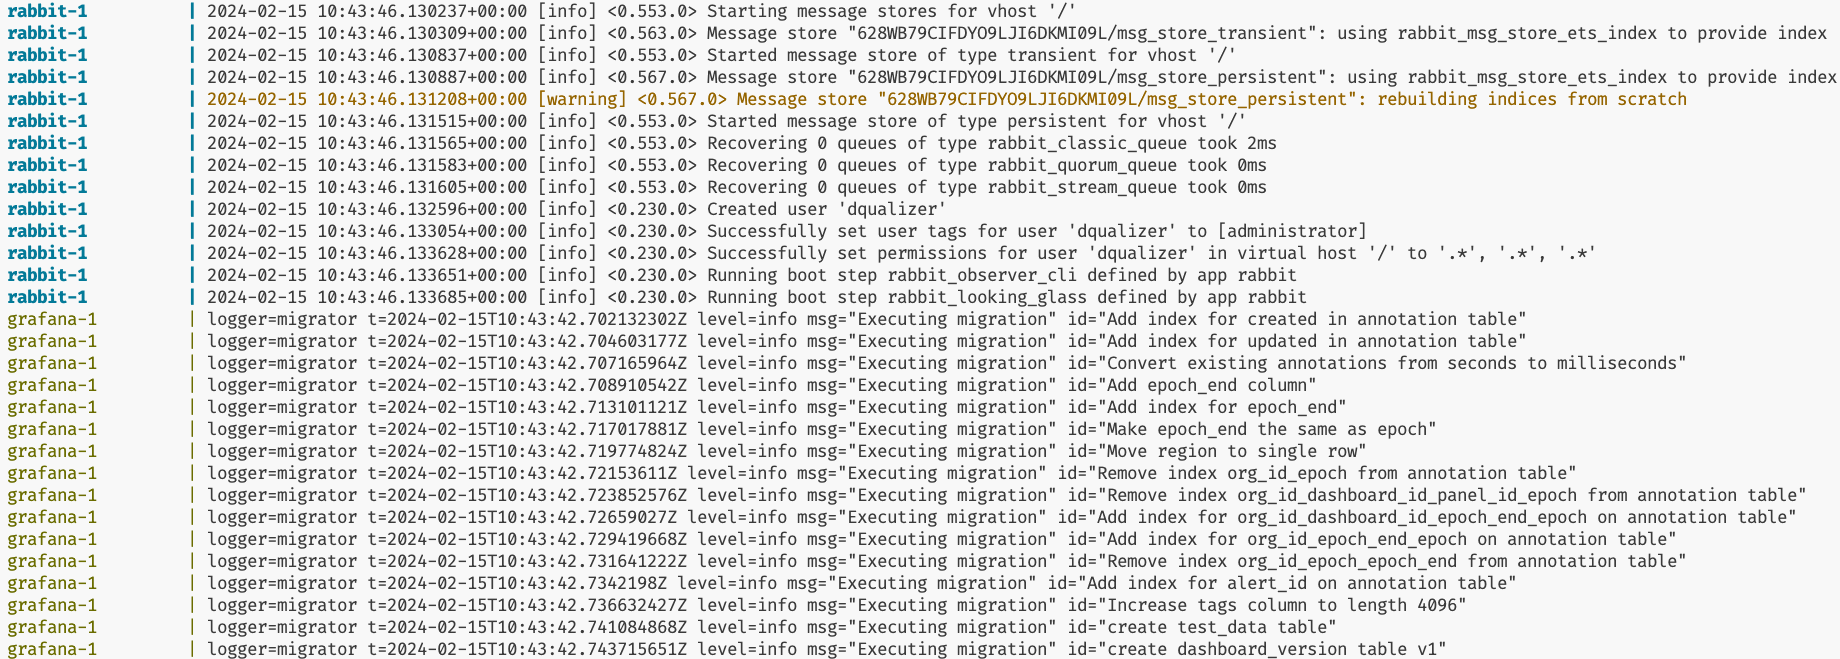 rabbit-1 | 2024-02-15 10:43:46.130237+00:00 [info] <0.553.0> Starting message stores for vhost '/'
rabbit-1 | 2024-02-15 10:43:46.130309+00:00 [info] <0.563.0> Message store "628WB79CIFDYO9LJI6DKMI09L/msg_store_transient": using rabbit_msg_store_ets_index to provide index
rabbit-1 | 2024-02-15 10:43:46.130837+00:00 [info] <0.553.0> Started message store of type transient for vhost '/'
rabbit-1 | 2024-02-15 10:43:46.130887+00:00 [info] <0.567.0> Message store "628WB79CIFDYO9LJI6DKMI09L/msg_store_persistent": using rabbit_msg_store_ets_index to provide index
rabbit-1 | 2024-02-15 10:43:46.131208+00:00 [warning] <0.567.0> Message store "628WB79CIFDYO9LJI6DKMI09L/msg_store_persistent": rebuilding indices from scratch
rabbit-1 | 2024-02-15 10:43:46.131515+00:00 [info] <0.553.0> Started message store of type persistent for vhost '/'
rabbit-1 | 2024-02-15 10:43:46.131565+00:00 [info] <0.553.0> Recovering 0 queues of type rabbit_classic_queue took 2ms
rabbit-1 | 2024-02-15 10:43:46.131583+00:00 [info] <0.553.0> Recovering 0 queues of type rabbit_quorum_queue took 0ms
rabbit-1 | 2024-02-15 10:43:46.131605+00:00 [info] <0.553.0> Recovering 0 queues of type rabbit_stream_queue took 0ms
rabbit-1 | 2024-02-15 10:43:46.132596+00:00 [info] <0.230.0> Created user 'dqualizer'
rabbit-1 | 2024-02-15 10:43:46.133054+00:00 [info] <0.230.0> Successfully set user tags for user 'dqualizer' to [administrator]
rabbit-1 | 2024-02-15 10:43:46.133628+00:00 [info] <0.230.0> Successfully set permissions for user 'dqualizer' in virtual host '/' to '.*', '.*', '.*'
rabbit-1 | 2024-02-15 10:43:46.133651+00:00 [info] <0.230.0> Running boot step rabbit_observer_cli defined by app rabbit
rabbit-1 | 2024-02-15 10:43:46.133685+00:00 [info] <0.230.0> Running boot step rabbit_looking_glass defined by app rabbit
grafana-1 | logger=migrator t=2024-02-15T10:43:42.702132302Z level=info msg="Executing migration" id="Add index for created in annotation table"
grafana-1 | logger=migrator t=2024-02-15T10:43:42.704603177Z level=info msg="Executing migration" id="Add index for updated in annotation table"
grafana-1 | logger=migrator t=2024-02-15T10:43:42.707165964Z level=info msg="Executing migration" id="Convert existing annotations from seconds to milliseconds"
grafana-1 | logger=migrator t=2024-02-15T10:43:42.708910542Z level=info msg="Executing migration" id="Add epoch_end column"
grafana-1 | logger=migrator t=2024-02-15T10:43:42.713101121Z level=info msg="Executing migration" id="Add index for epoch_end"
grafana-1 | logger=migrator t=2024-02-15T10:43:42.717017881Z level=info msg="Executing migration" id="Make epoch_end the same as epoch"
grafana-1 | logger=migrator t=2024-02-15T10:43:42.719774824Z level=info msg="Executing migration" id="Move region to single row"
grafana-1 | logger=migrator t=2024-02-15T10:43:42.72153611Z level=info msg="Executing migration" id="Remove index org_id_epoch from annotation table"
grafana-1 | logger=migrator t=2024-02-15T10:43:42.723852576Z level=info msg="Executing migration" id="Remove index org_id_dashboard_id_panel_id_epoch from annotation table"
grafana-1 | logger=migrator t=2024-02-15T10:43:42.72659027Z level=info msg="Executing migration" id="Add index for org_id_dashboard_id_epoch_end_epoch on annotation table"
grafana-1 | logger=migrator t=2024-02-15T10:43:42.729419668Z level=info msg="Executing migration" id="Add index for org_id_epoch_end_epoch on annotation table"
grafana-1 | logger=migrator t=2024-02-15T10:43:42.731641222Z level=info msg="Executing migration" id="Remove index org_id_epoch_epoch_end from annotation table"
grafana-1 | logger=migrator t=2024-02-15T10:43:42.7342198Z level=info msg="Executing migration" id="Add index for alert_id on annotation table"
grafana-1 | logger=migrator t=2024-02-15T10:43:42.736632427Z level=info msg="Executing migration" id="Increase tags column to length 4096"
grafana-1 | logger=migrator t=2024-02-15T10:43:42.741084868Z level=info msg="Executing migration" id="create test_data table"
grafana-1 | logger=migrator t=2024-02-15T10:43:42.743715651Z level=info msg="Executing migration" id="create dashboard_version table v1"